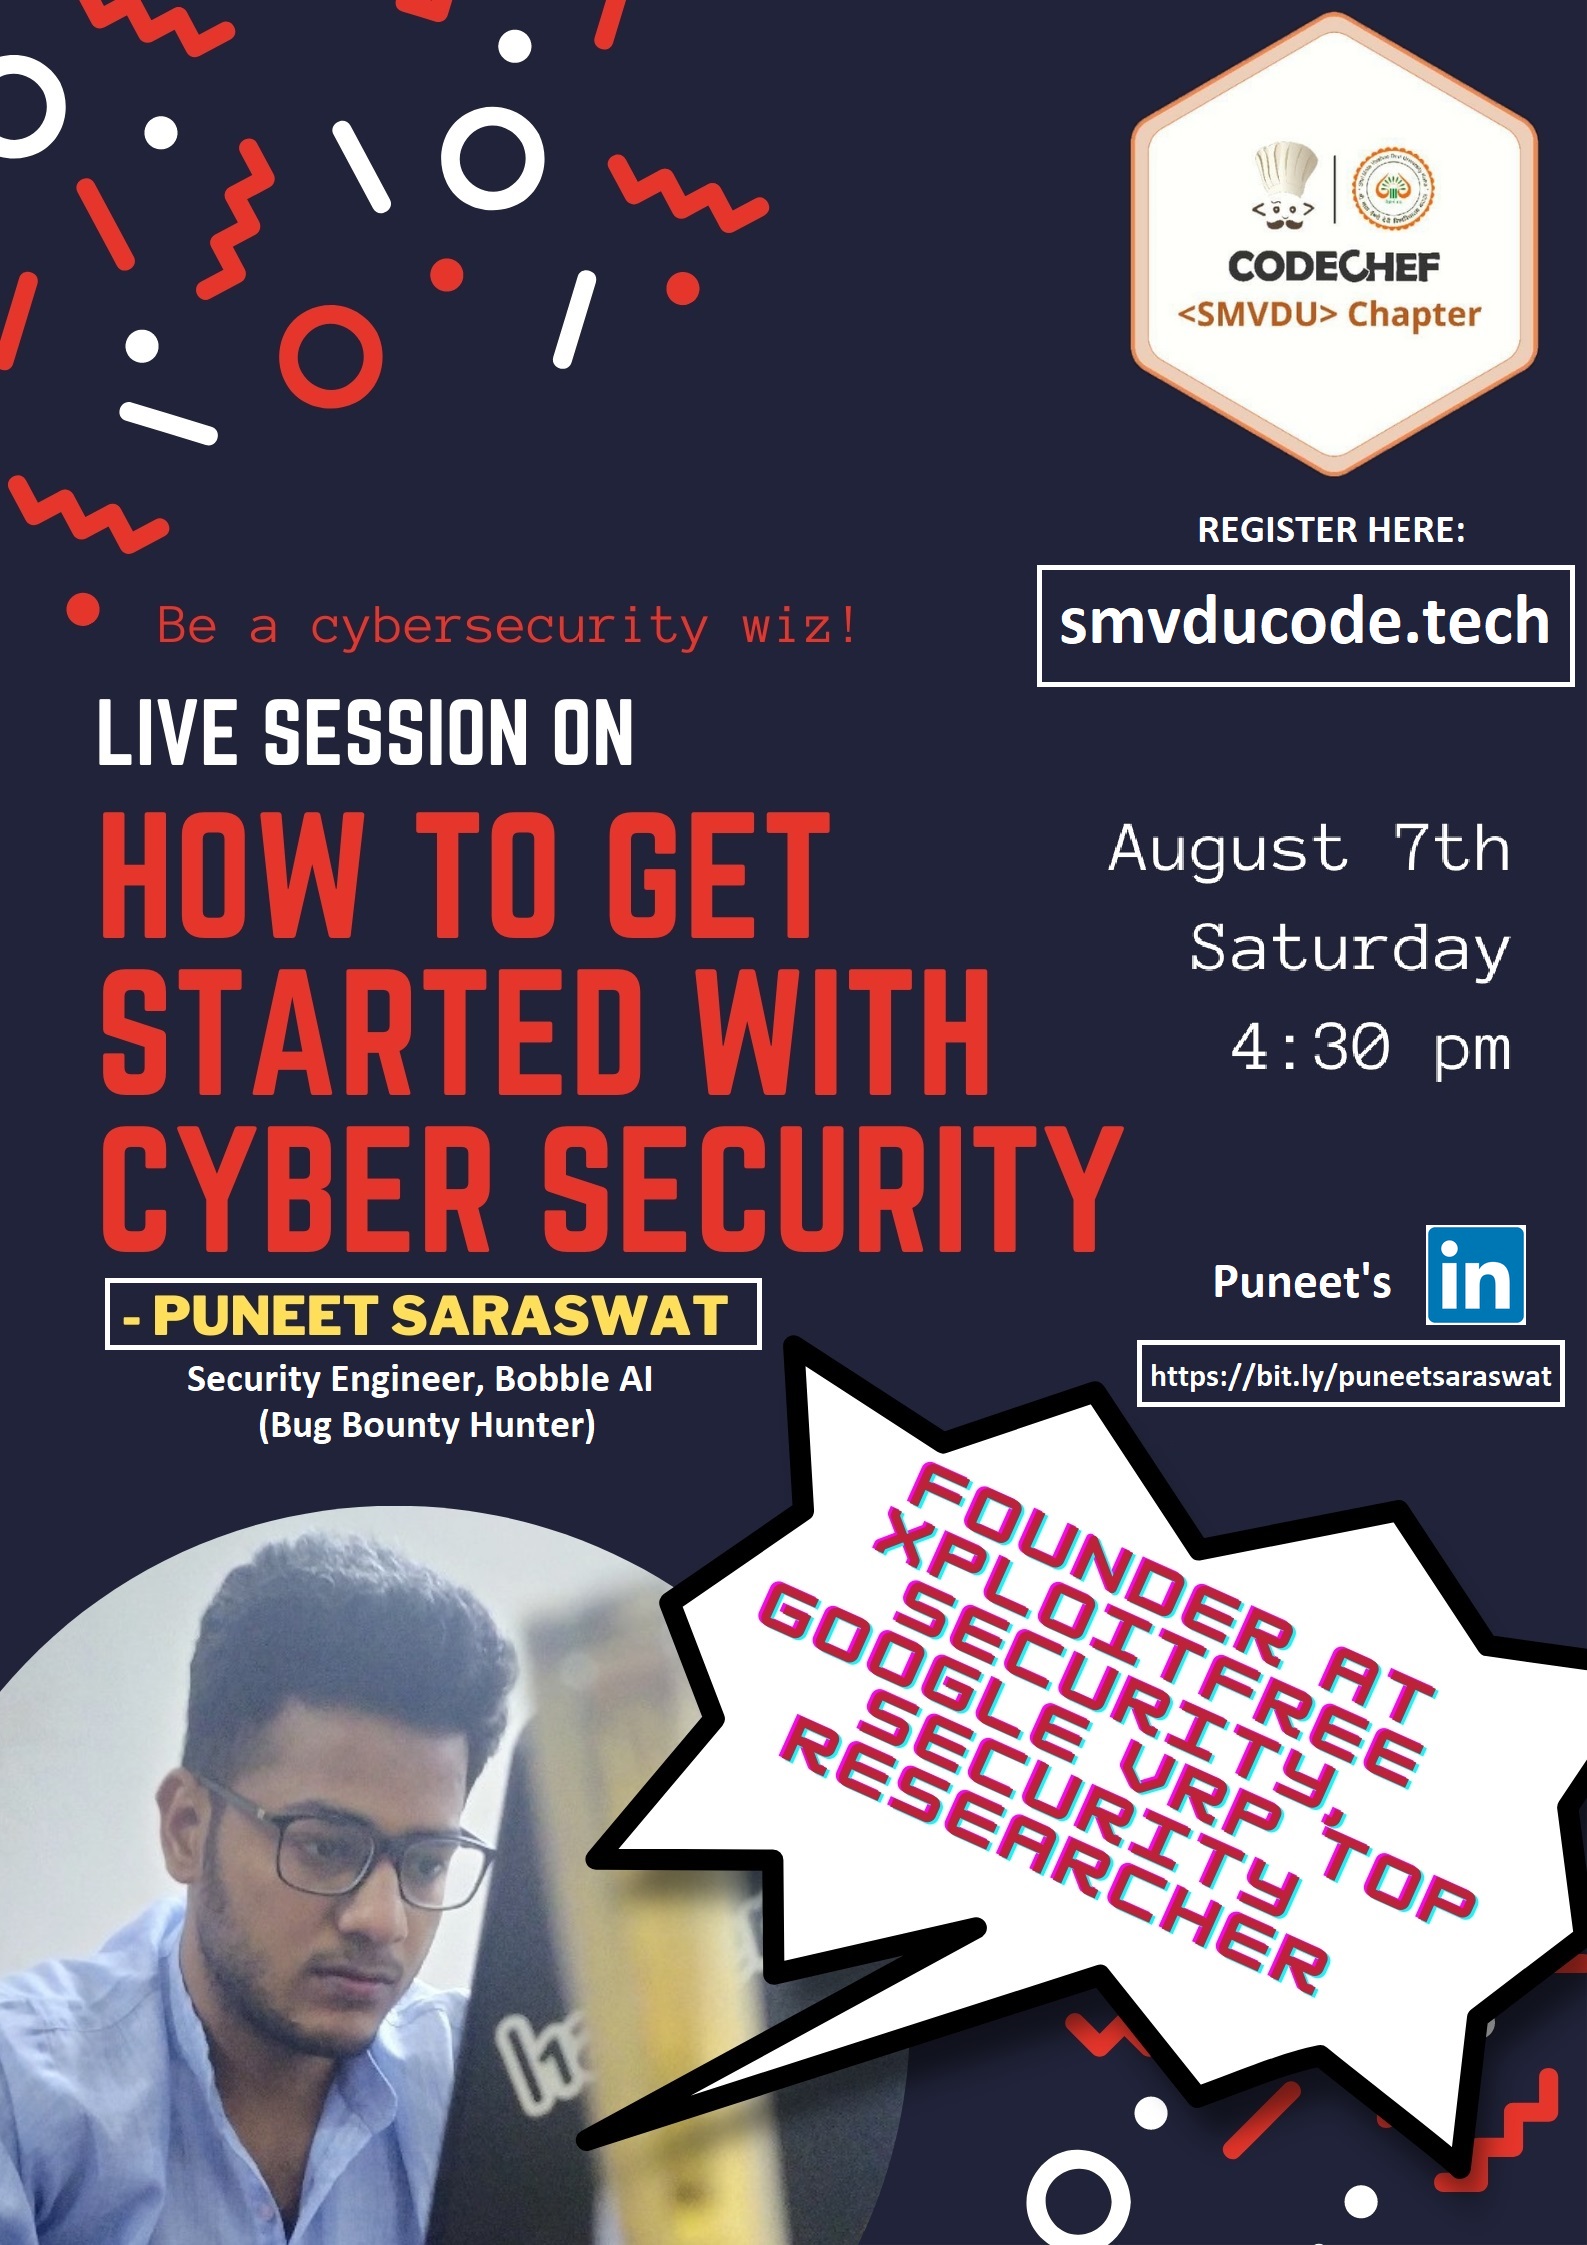 CODECHEF
<SMVDU> Chapter
REGISTER HERE:
smvducode.tech
Be a cybersecurity wiz!
LIVE SESSION ON
HOW TO GET
STARTED WITH
CYBER SECURITY
August 7th
Saturday
4:30 pm
- PUNEET SARASWAT
Security Engineer, Bobble AI
(Bug Bounty Hunter)
Puneet's
in
https://bit.ly/puneetsaraswat
FOUNDER AT
XPLOITFREE
SECURITY,
GOOGLE VRP TOP
SECURITY
RESEARCHER